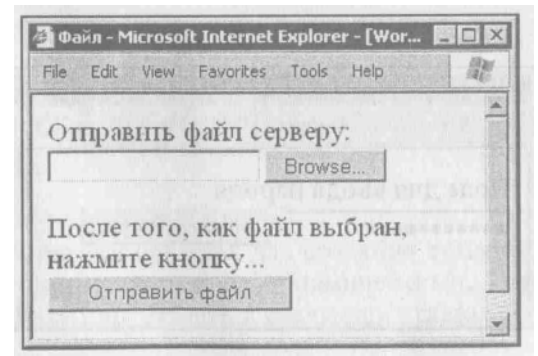 Файл - Microsoft Internet Explorer - [Wor...
File Edit View Favorites Tools Help
Отправить файл серверу:
Browse...
После того, как файл выбран,
нажмите кнопку...
Отправить файл